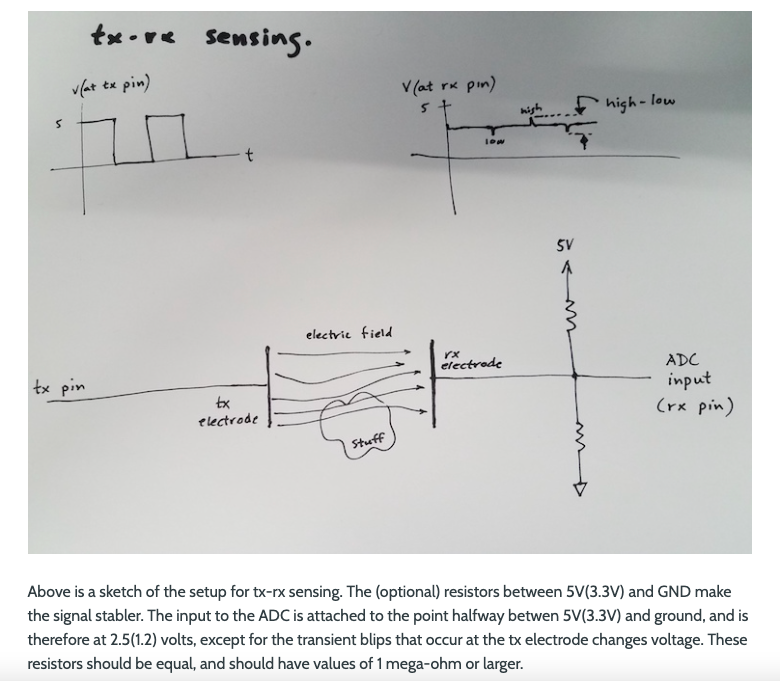 tx-rx sensing.
V(at tx pin)
5
t
V(at rx pin)
5
high
low
high-low
5V
electric field
tx pin
tx
electrode
rx
electrode
stuff
ADC
input
(rx pin)
Above is a sketch of the setup for tx-rx sensing. The (optional) resistors between 5V(3.3V) and GND make
the signal stabler. The input to the ADC is attached to the point halfway betwen 5V(3.3V) and ground, and is
therefore at 2.5(1.2) volts, except for the transient blips that occur at the tx electrode changes voltage. These
resistors should be equal, and should have values of 1 mega-ohm or larger.